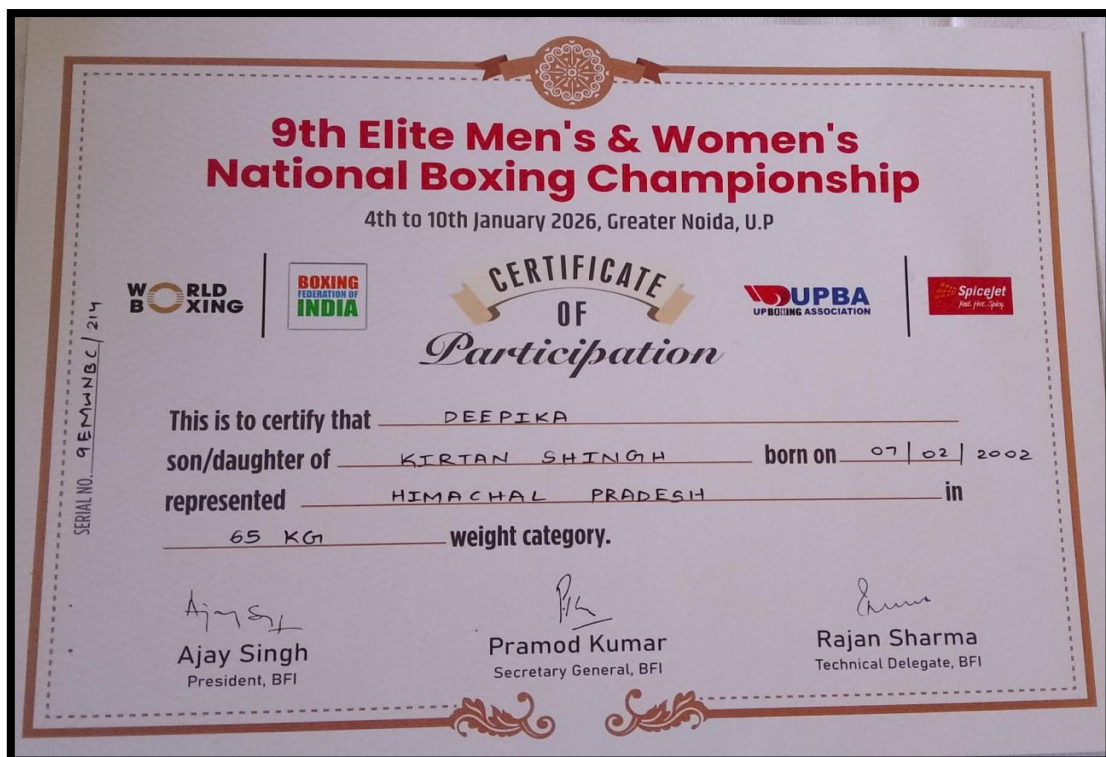 9th Elite Men's & Women's
National Boxing Championship
4th to 10th January 2026, Greater Noida, U.P
WORLD
BOXING
BOXING
FEDERATION OF
INDIA
CERTIFICATE
OF
Participation
UPBA
UP BOXING ASSOCIATION
SpiceJet
Red. Hot. Spicy.
SERIAL NO. 9EMWNBC/214
This is to certify that DEEPIKA
son/daughter of KIRTAN SHINGH born on 07/02/2002
represented HIMACHAL PRADESH in
65 KG weight category.
Ajay Singh
President, BFI
Pramod Kumar
Secretary General, BFI
Rajan Sharma
Technical Delegate, BFI